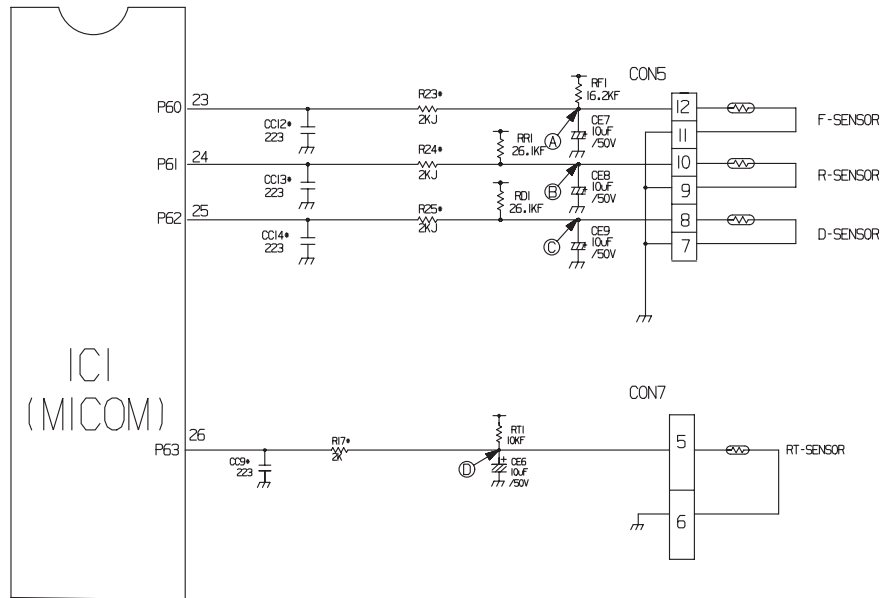 CON5
RF1
16.2KF
P60
23
R23*
2KJ
CC12*
223
A
CE7
10uF
/50V
12
11
F-SENSOR
RR1
26.1KF
P61
24
R24*
2KJ
CC13*
223
B
CE8
10uF
/50V
10
9
R-SENSOR
RD1
26.1KF
P62
25
R25*
2KJ
CC14*
223
C
CE9
10uF
/50V
8
7
D-SENSOR
IC1
(MICOM)
CON7
P63
26
R17*
2K
CC9*
223
RT1
10KF
D
CE6
10uF
/50V
5
6
RT-SENSOR